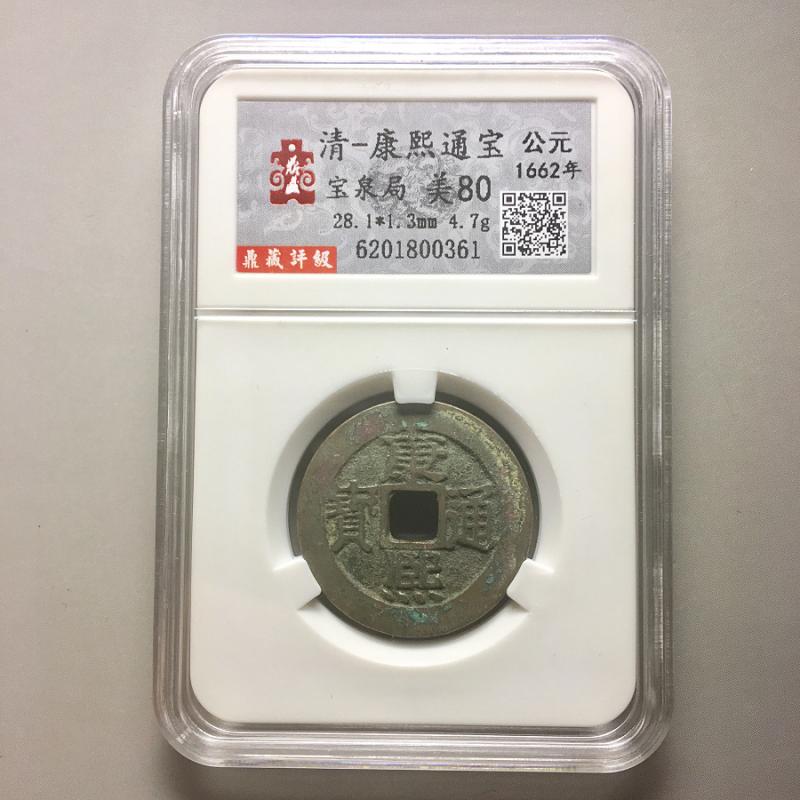 清-康熙通宝 公元
1662年
宝泉局 美80
28.1*1.3mm 4.7g
鼎藏評級 6201800361
康
寶 通
熙